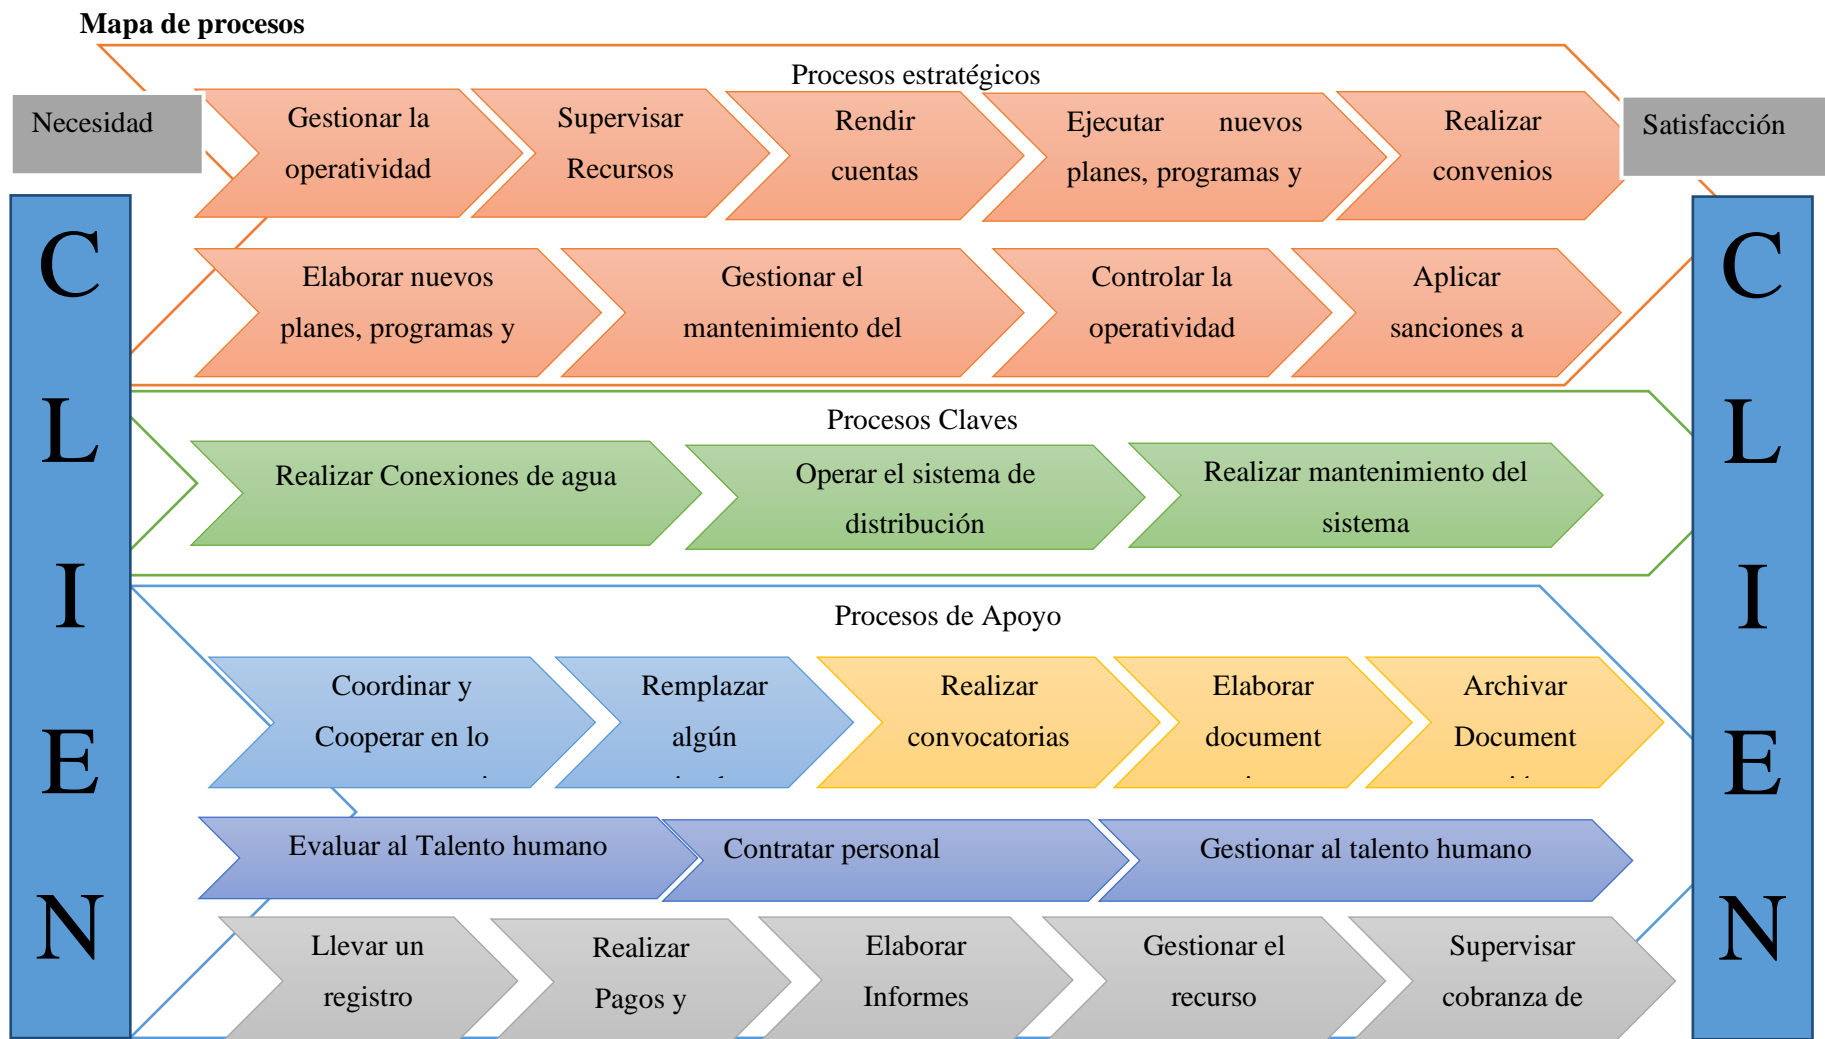 Mapa de procesos
Procesos estratégicos
Necesidad
Gestionar la
operatividad
Supervisar
Recursos
Rendir
cuentas
Ejecutar nuevos
planes, programas y
Realizar
convenios
Satisfacción
Elaborar nuevos
planes, programas y
Gestionar el
mantenimiento del
Controlar la
operatividad
Aplicar
sanciones a
C
L
I
E
N
Procesos Claves
Realizar Conexiones de agua
Operar el sistema de
distribución
Realizar mantenimiento del
sistema
Procesos de Apoyo
Coordinar y
Cooperar en lo
Remplazar
algún
Realizar
convocatorias
Elaborar
document
Archivar
Document
Evaluar al Talento humano
Contratar personal
Gestionar al talento humano
Llevar un
registro
Realizar
Pagos y
Elaborar
Informes
Gestionar el
recurso
Supervisar
cobranza de
C
L
I
E
N